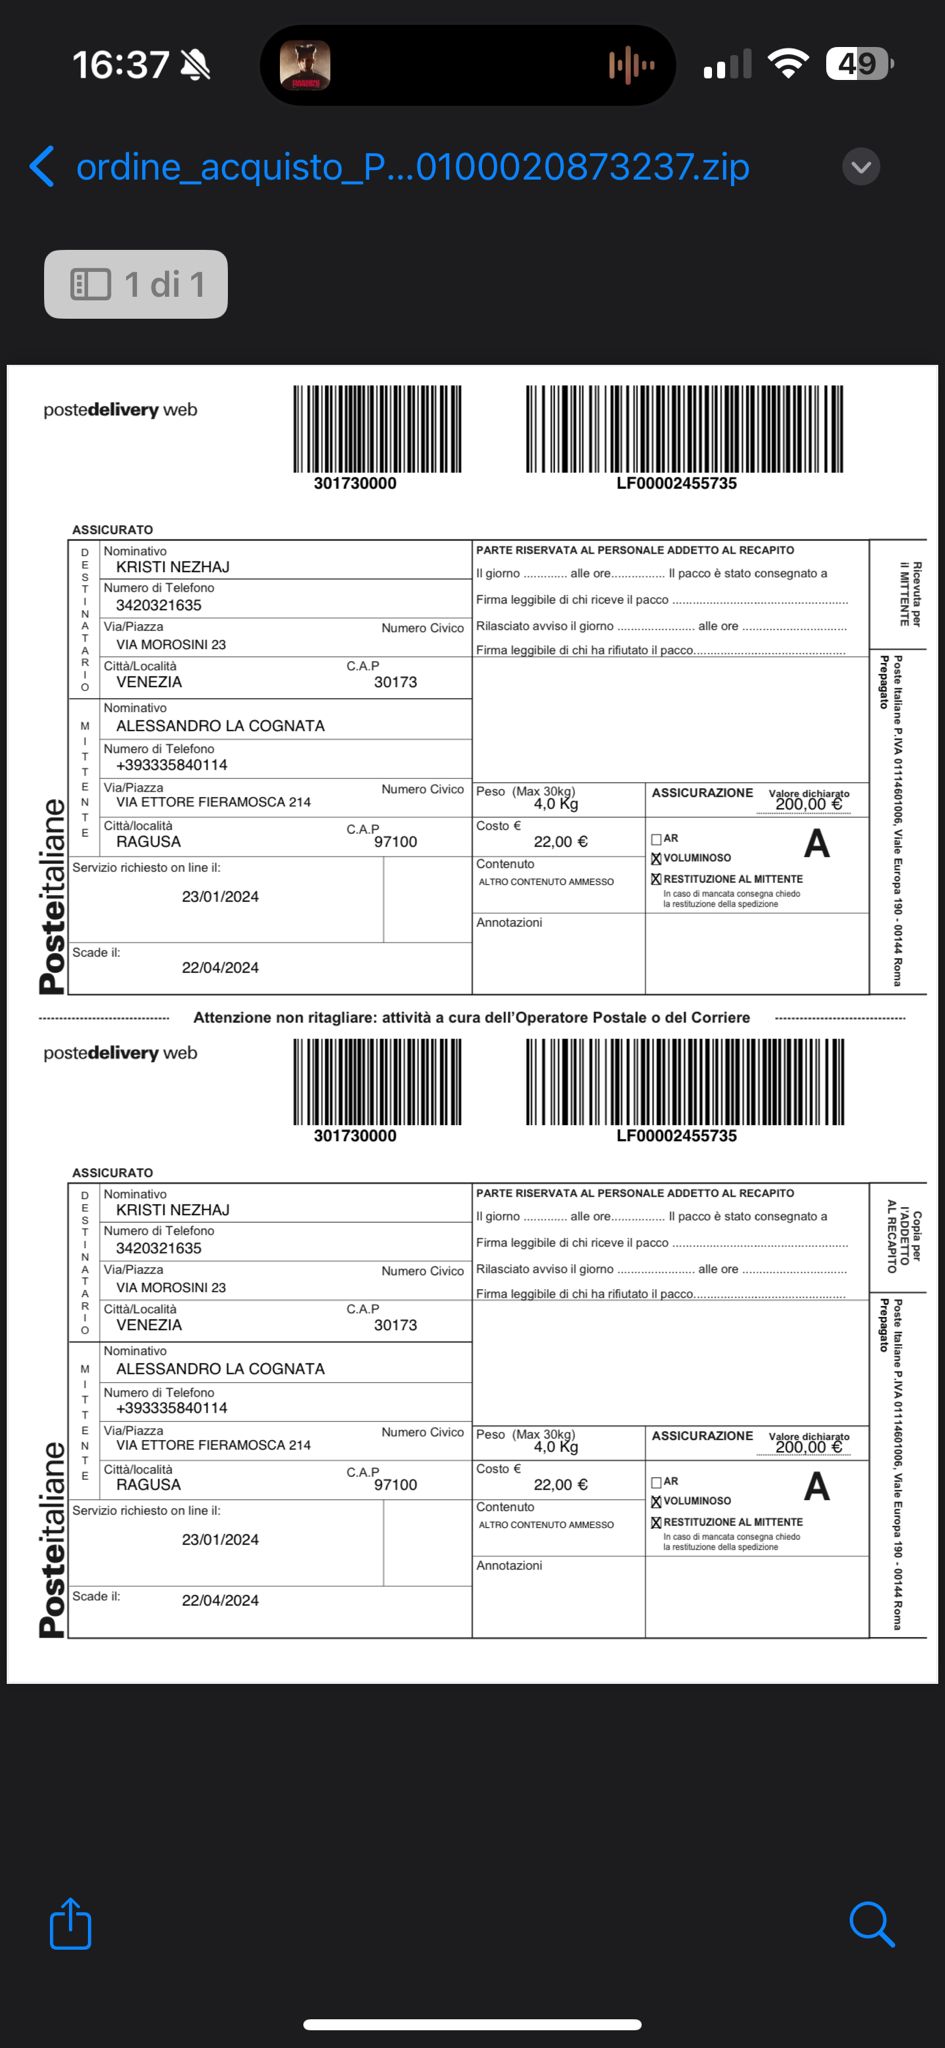 16:37
49
ordine_acquisto_P...0100020873237.zip
1 di 1
postedelivery web
301730000
LF00002455735
ASSICURATO
DESTINATARIO
Nominativo
KRISTI NEZHAJ
Numero di Telefono
3420321635
Via/Piazza Numero Civico
VIA MOROSINI 23
Città/Località C.A.P
VENEZIA 30173
MITTENTE
Nominativo
ALESSANDRO LA COGNATA
Numero di Telefono
+393335840114
Via/Piazza Numero Civico
VIA ETTORE FIERAMOSCA 214
Città/località C.A.P
RAGUSA 97100
Servizio richiesto on line il:
23/01/2024
Scade il:
22/04/2024
PARTE RISERVATA AL PERSONALE ADDETTO AL RECAPITO
Il giorno ............ alle ore............... Il pacco è stato consegnato a
Firma leggibile di chi riceve il pacco ................................................
Rilasciato avviso il giorno ..................... alle ore ............................
Firma leggibile di chi ha rifiutato il pacco..........................................
Peso (Max 30kg)
4,0 Kg
ASSICURAZIONE Valore dichiarato
200,00 €
Costo €
22,00 €
AR
A
VOLUMINOSO
Contenuto
ALTRO CONTENUTO AMMESSO
RESTITUZIONE AL MITTENTE
In caso di mancata consegna chiedo
la restituzione della spedizione
Annotazioni
Ricevuta per
il MITTENTE
Poste Italiane P.IVA 01114601006, Viale Europa 190 - 00144 Roma
Prepagato
Posteitaliane
Attenzione non ritagliare: attività a cura dell'Operatore Postale o del Corriere
postedelivery web
301730000
LF00002455735
ASSICURATO
DESTINATARIO
Nominativo
KRISTI NEZHAJ
Numero di Telefono
3420321635
Via/Piazza Numero Civico
VIA MOROSINI 23
Città/Località C.A.P
VENEZIA 30173
MITTENTE
Nominativo
ALESSANDRO LA COGNATA
Numero di Telefono
+393335840114
Via/Piazza Numero Civico
VIA ETTORE FIERAMOSCA 214
Città/località C.A.P
RAGUSA 97100
Servizio richiesto on line il:
23/01/2024
Scade il:
22/04/2024
PARTE RISERVATA AL PERSONALE ADDETTO AL RECAPITO
Il giorno ............ alle ore............... Il pacco è stato consegnato a
Firma leggibile di chi riceve il pacco ................................................
Rilasciato avviso il giorno ..................... alle ore ............................
Firma leggibile di chi ha rifiutato il pacco..........................................
Peso (Max 30kg)
4,0 Kg
ASSICURAZIONE Valore dichiarato
200,00 €
Costo €
22,00 €
AR
A
VOLUMINOSO
Contenuto
ALTRO CONTENUTO AMMESSO
RESTITUZIONE AL MITTENTE
In caso di mancata consegna chiedo
la restituzione della spedizione
Annotazioni
Copia per
l'ADDETTO
AL RECAPITO
Poste Italiane P.IVA 01114601006, Viale Europa 190 - 00144 Roma
Prepagato
Posteitaliane